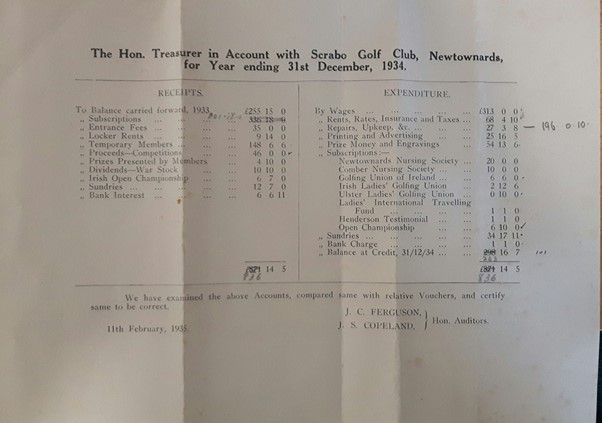 The Hon. Treasurer in Account with Scrabo Golf Club, Newtownards,
for Year ending 31st December, 1934.
RECEIPTS.
To Balance carried forward, 1933 £255 15 0
„ Subscriptions ... ...
„ Entrance Fees ... ... ... 35 0 0
„ Locker Rents ... ... ... 9 14 0
„ Temporary Members ... ... 148 6 6
„ Proceeds—Competitions ... ... 46 0 0
„ Prizes Presented by Members 4 10 0
„ Dividends—War Stock ... ... 10 10 0
„ Irish Open Championship ... 6 7 0
„ Sundries ... ... ... ... 12 7 0
„ Bank Interest ... ... ... 6 6 11
14 5
836
EXPENDITURE.
By Wages ... ... ... ... £313 0 0
„ Rents, Rates, Insurance and Taxes ... 68 4 10
„ Repairs, Upkeep, &c. ... ... 27 3 8 —
„ Printing and Advertising ... 25 16 5
„ Prize Money and Engravings ... 54 13 6
„ Subscriptions:—
Newtownards Nursing Society ... 20 0 0
Comber Nursing Society ... 10 0 0
Golfing Union of Ireland ... 6 6 0
Irish Ladies' Golfing Union 2 12 6
Ulster Ladies' Golfing Union ... 0 10 0
Ladies' International Travelling
Fund ... ... ... 1 1 0
Henderson Testimonial ... 1 1 0
Open Championship ... 6 10 0
„ Sundries ... ... ... ... 34 17 11
„ Bank Charge ... ... ... 1 1 0
„ Balance at Credit, 31/12/34 ... 16 7
14 5
836
We have examined the above Accounts, compared same with relative Vouchers, and certify
same to be correct.
J. C. FERGUSON,
J. S. COPELAND, } Hon. Auditors
11th February, 1935.